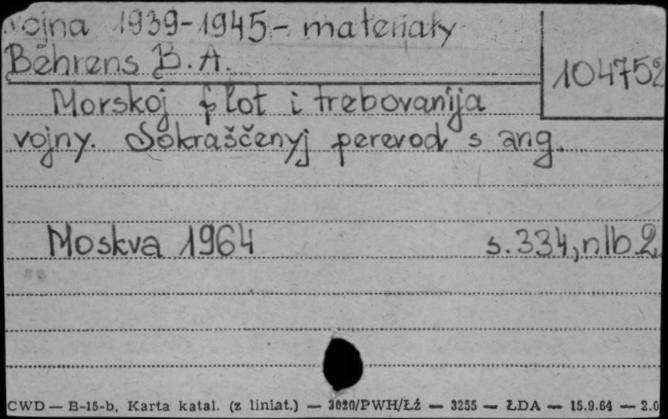 Wojna 1939-1945 - materiały
Behrens B.A.
104752
Morskoj flot i trebovanija
vojny. Sokraščenyj perevod s ang.
Moskva 1964 s. 334, nlb. 2.
CWD — B-15-b, Karta katal. (z liniat.) — 3020/PWH/Łź — 3255 — ŁDA — 15.9.64 — 2.0